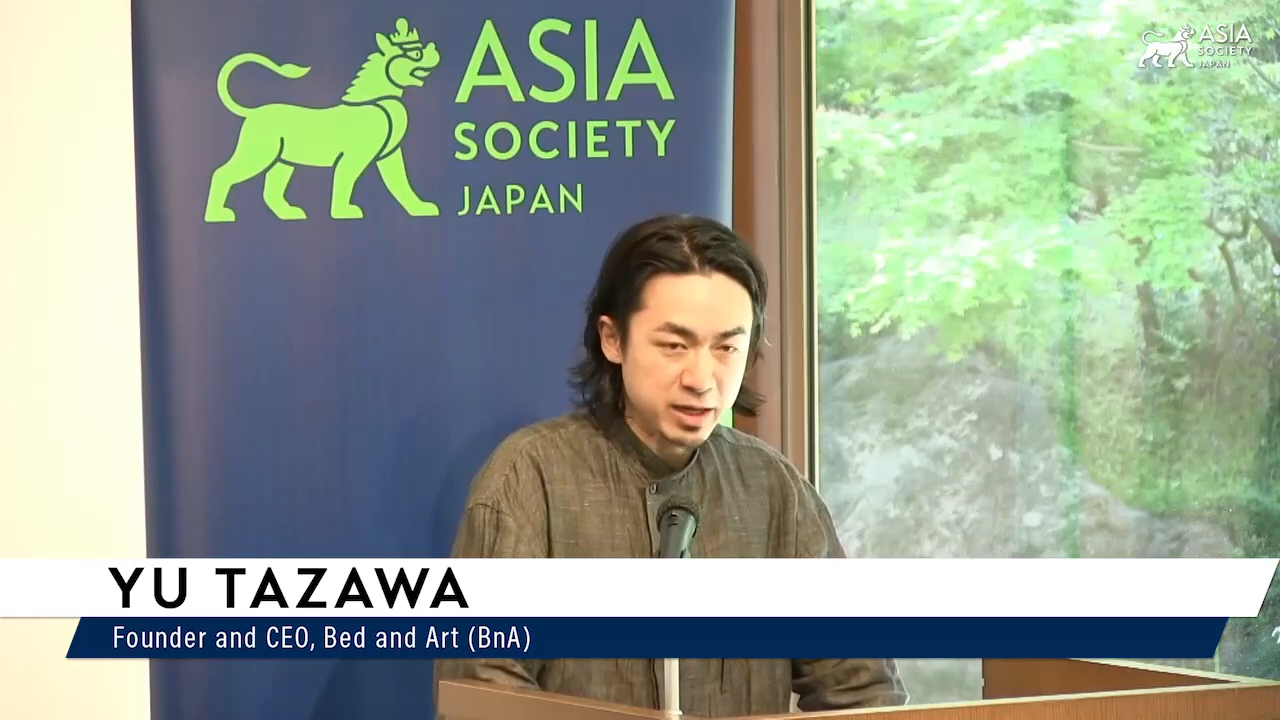 ASIA
SOCIETY
JAPAN
ASIA
SOCIETY
JAPAN
YU TAZAWA
Founder and CEO, Bed and Art (BnA)